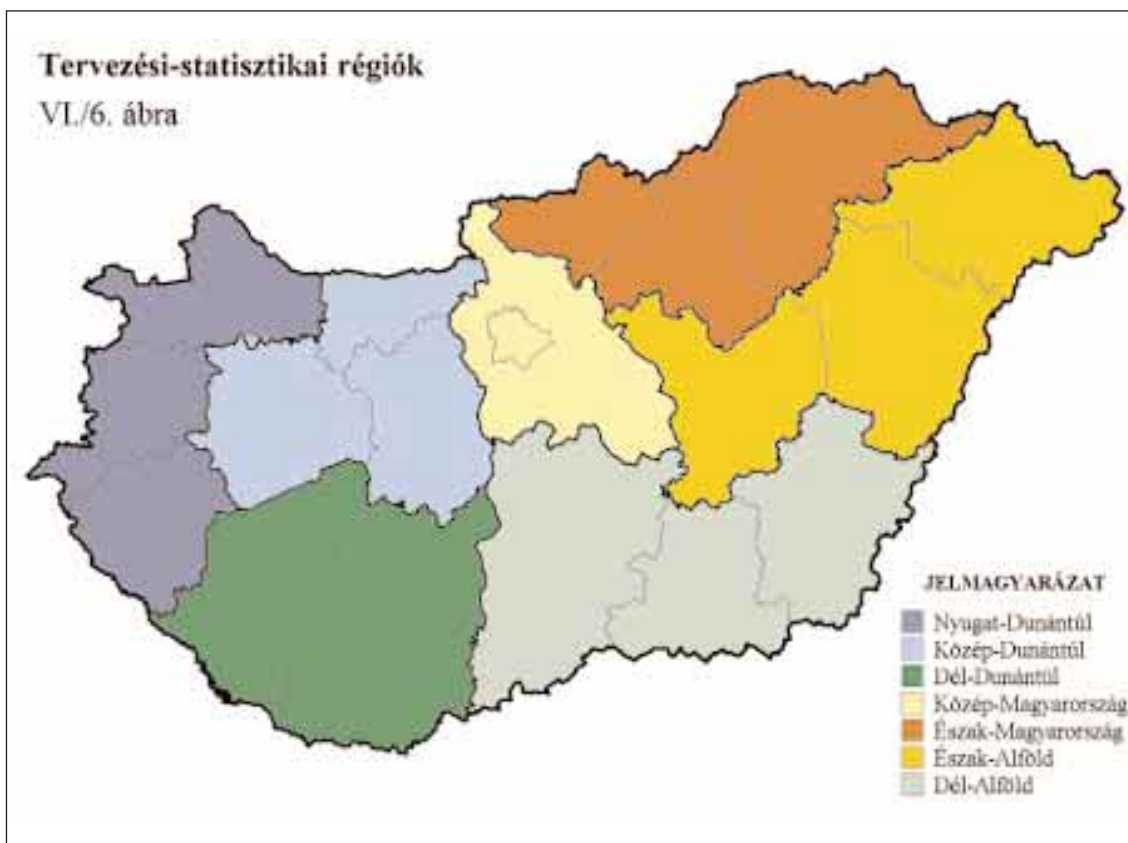 Tervezési-statisztikai régiók
VI./6. ábra
JELMAGYARÁZAT
Nyugat-Dunántúl
Közép-Dunántúl
Dél-Dunántúl
Közép-Magyarország
Észak-Magyarország
Észak-Alföld
Dél-Alföld